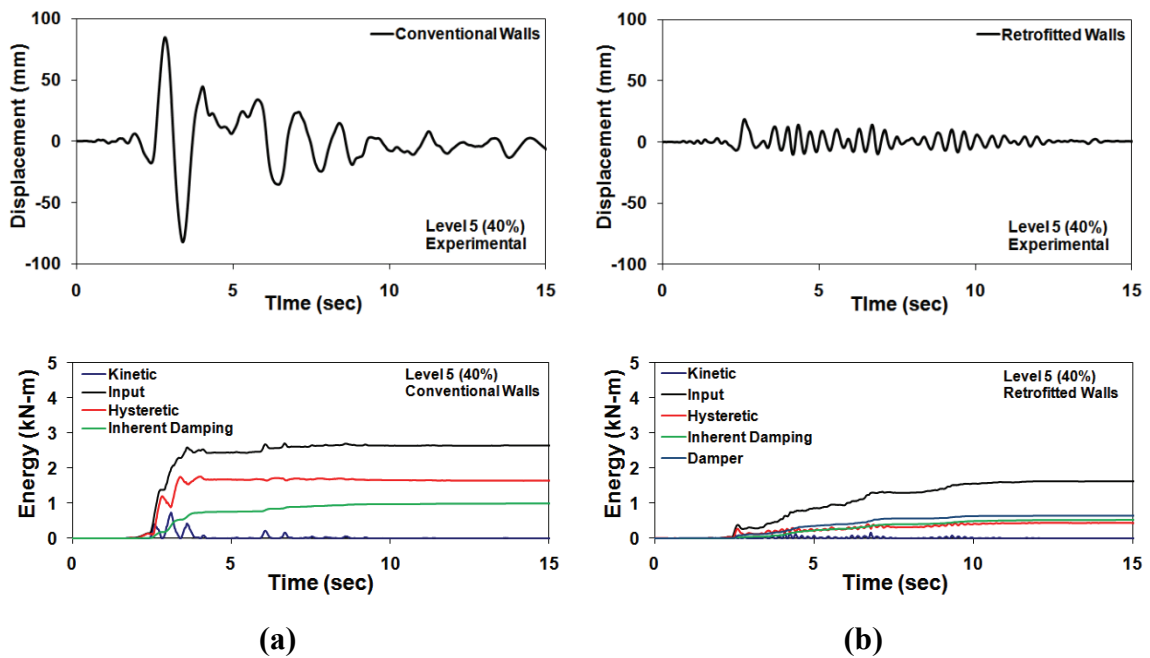 100
50
0
-50
-100
Displacement (mm)
Conventional Walls
Level 5 (40%)
Experimental
0
5
10
15
TIme (sec)
100
50
0
-50
-100
Displacement (mm)
Retrofitted Walls
Level 5 (40%)
Experimental
0
5
10
15
TIme (sec)
5
4
3
2
1
0
Energy (kN-m)
Kinetic
Input
Hysteretic
Inherent Damping
Level 5 (40%)
Conventional Walls
0
5
10
15
Time (sec)
(a)
5
4
3
2
1
0
Energy (kN-m)
Kinetic
Input
Hysteretic
Inherent Damping
Damper
Level 5 (40%)
Retrofitted Walls
0
5
10
15
Time (sec)
(b)